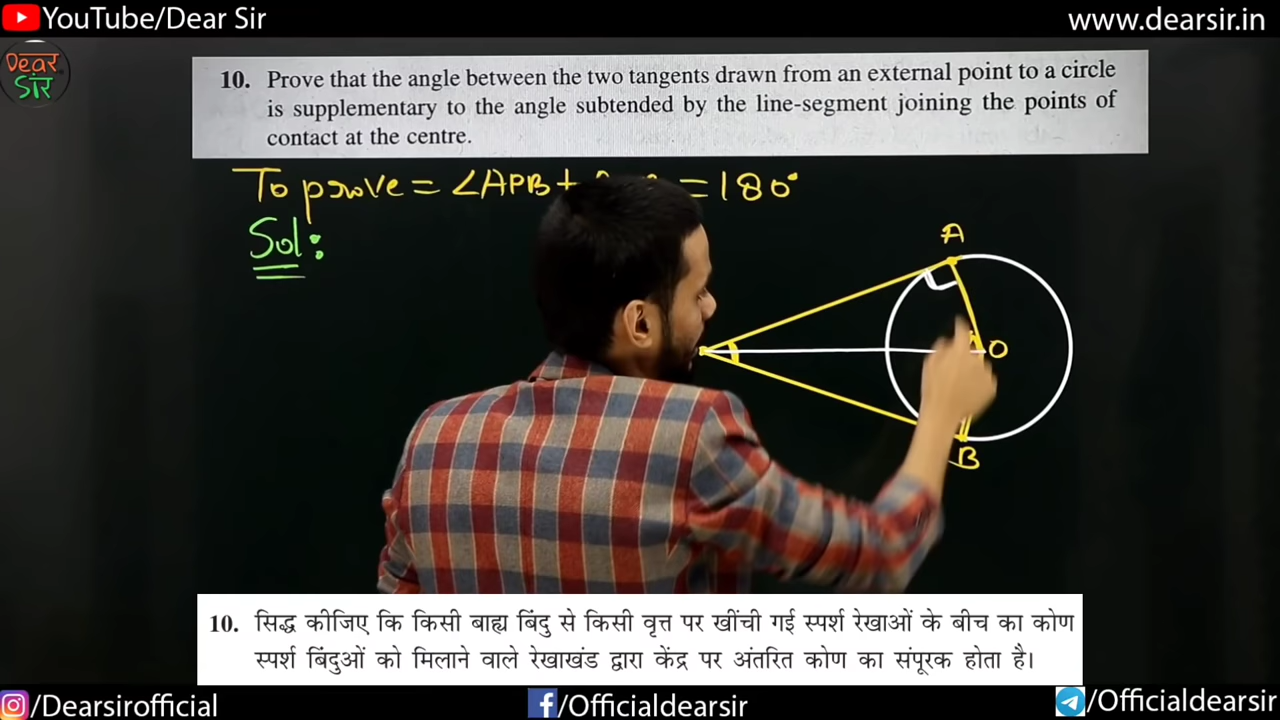 YouTube/Dear Sir
www.dearsir.in
Dear
सिर
10. Prove that the angle between the two tangents drawn from an external point to a circle
is supplementary to the angle subtended by the line-segment joining the points of
contact at the centre.
To prove = ∠APB + = 180°
Sol:
A
O
B
10. सिद्ध कीजिए कि किसी बाह्य बिंदु से किसी वृत्त पर खींची गई स्पर्श रेखाओं के बीच का कोण
स्पर्श बिंदुओं को मिलाने वाले रेखाखंड द्वारा केंद्र पर अंतरित कोण का संपूरक होता है।
/Dearsirofficial
/Officialdearsir
/Officialdearsir